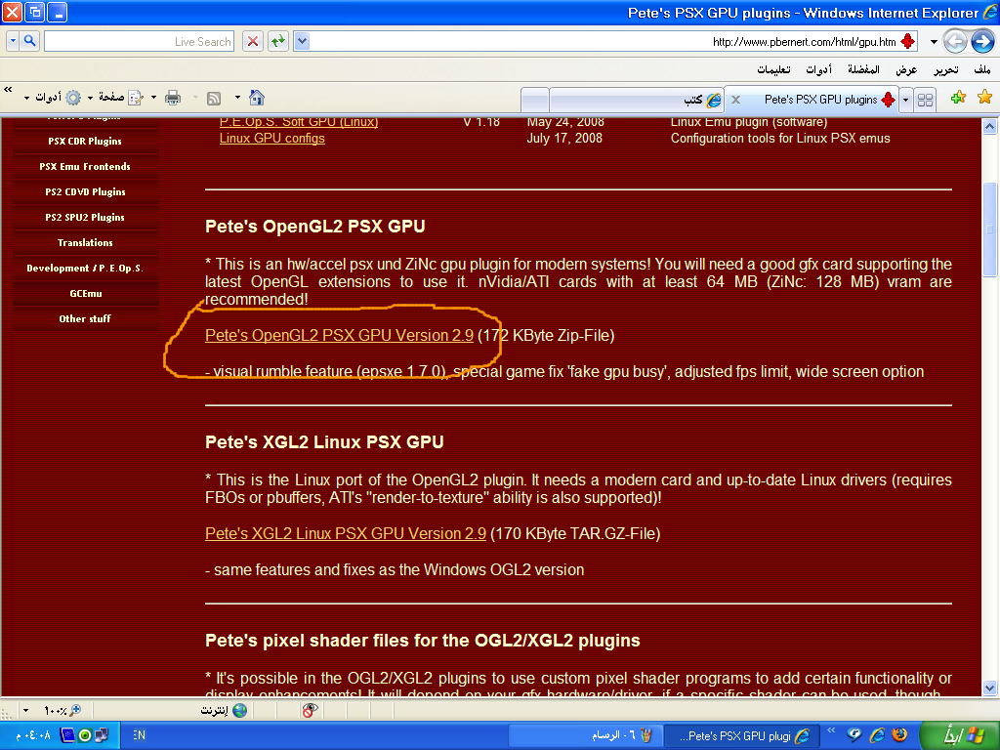 Pete's PSX GPU plugins - Windows Internet Explorer
http://www.pbernert.com/html/gpu.htm
Live Search
ملف تحرير عرض المفضلة أدوات تعليمات
Pete's PSX GPU plugins
كتب
صفحة
أدوات
PSX CDR Plugins
PSX Emu Frontends
PS2 CDVD Plugins
PS2 SPU2 Plugins
Translations
Development / P.E.Op.S.
GCEmu
Other stuff
P.E.Op.S. Soft GPU (Linux) V 1.18 May 24, 2008 Linux Emu plugin (software)
Linux GPU configs July 17, 2008 Configuration tools for Linux PSX emus
Pete's OpenGL2 PSX GPU
* This is an hw/accel psx und ZiNc gpu plugin for modern systems! You will need a good gfx card supporting the
latest OpenGL extensions to use it. nVidia/ATI cards with at least 64 MB (ZiNc: 128 MB) vram are
recommended!
Pete's OpenGL2 PSX GPU Version 2.9 (172 KByte Zip-File)
- visual rumble feature (epsxe 1.7.0), special game fix 'fake gpu busy', adjusted fps limit, wide screen option
Pete's XGL2 Linux PSX GPU
* This is the Linux port of the OpenGL2 plugin. It needs a modern card and up-to-date Linux drivers (requires
FBOs or pbuffers, ATI's "render-to-texture" ability is also supported)!
Pete's XGL2 Linux PSX GPU Version 2.9 (170 KByte TAR.GZ-File)
- same features and fixes as the Windows OGL2 version
Pete's pixel shader files for the OGL2/XGL2 plugins
* It's possible in the OGL2/XGL2 plugins to use custom pixel shader programs to add certain functionality or
display enhancements! It will depend on your gfx hardware/driver, if a specific shader can be used, though
إنترنت
١٠٠%
ابدأ
Pete's PSX GPU plugi...
٦ - الرسام
EN
٠٤:٠٨ م